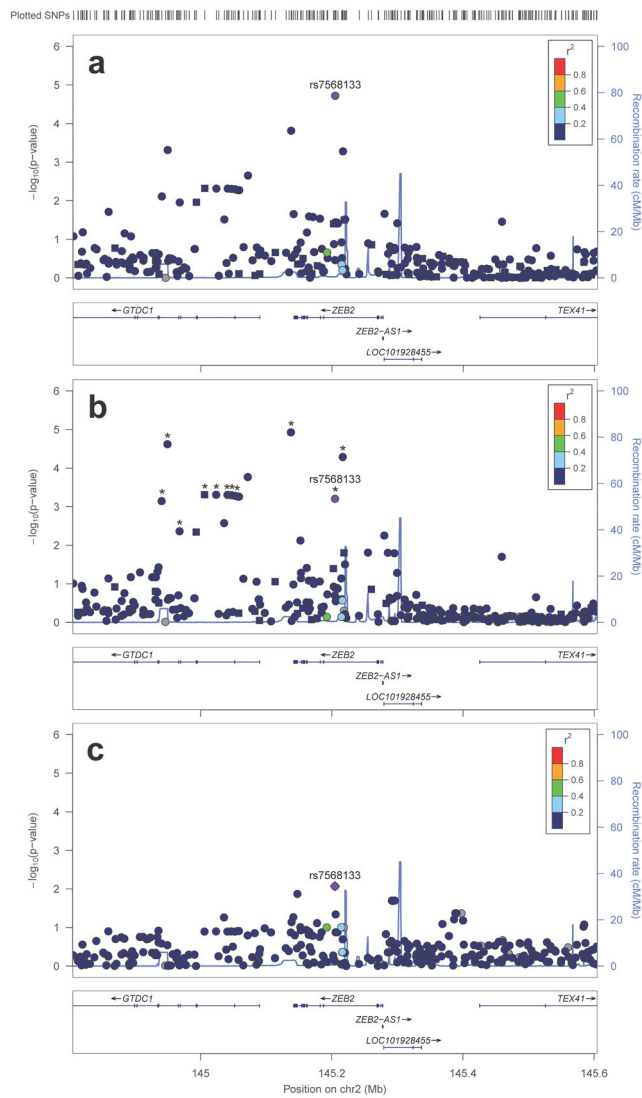 Plotted SNPs
a
rs7568133
r²
0.8
0.6
0.4
0.2
6
5
4
3
2
1
0
−log₁₀(p−value)
100
80
60
40
20
0
Recombination rate (cM/Mb)
←GTDC1
←ZEB2
TEX41→
ZEB2−AS1→
LOC101928455→
b
* * * * * * * * * * *
rs7568133
r²
0.8
0.6
0.4
0.2
6
5
4
3
2
1
0
−log₁₀(p−value)
100
80
60
40
20
0
Recombination rate (cM/Mb)
←GTDC1
←ZEB2
TEX41→
ZEB2−AS1→
LOC101928455→
c
rs7568133
r²
0.8
0.6
0.4
0.2
6
5
4
3
2
1
0
−log₁₀(p−value)
100
80
60
40
20
0
Recombination rate (cM/Mb)
←GTDC1
←ZEB2
TEX41→
ZEB2−AS1→
LOC101928455→
145 145.2 145.4 145.6
Position on chr2 (Mb)